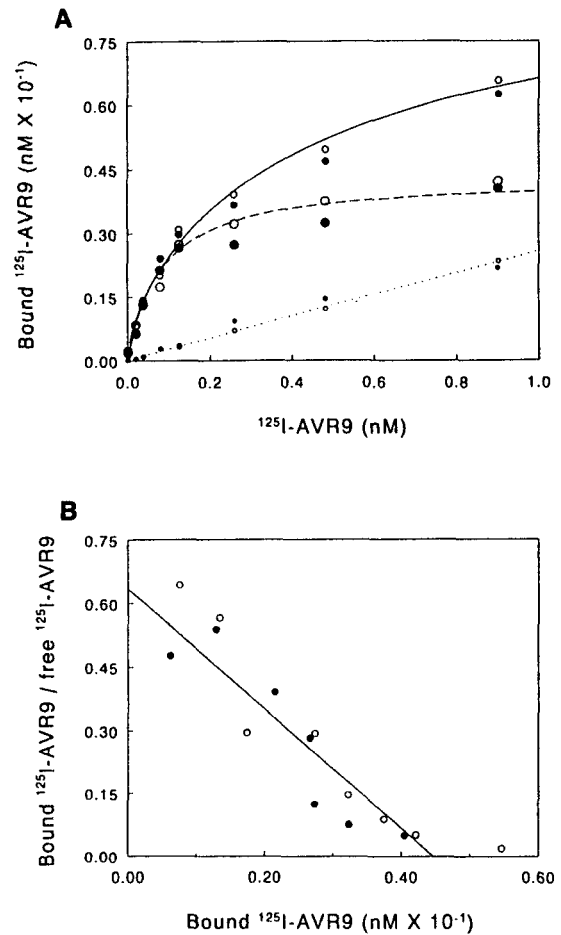 A
Bound ¹²⁵I-AVR9 (nM X 10⁻¹)
0.75
0.60
0.45
0.30
0.15
0.00
0.0 0.2 0.4 0.6 0.8 1.0
¹²⁵I-AVR9 (nM)
B
Bound ¹²⁵I-AVR9 / free ¹²⁵I-AVR9
0.75
0.60
0.45
0.30
0.15
0.00
0.00 0.20 0.40 0.60
Bound ¹²⁵I-AVR9 (nM X 10⁻¹)